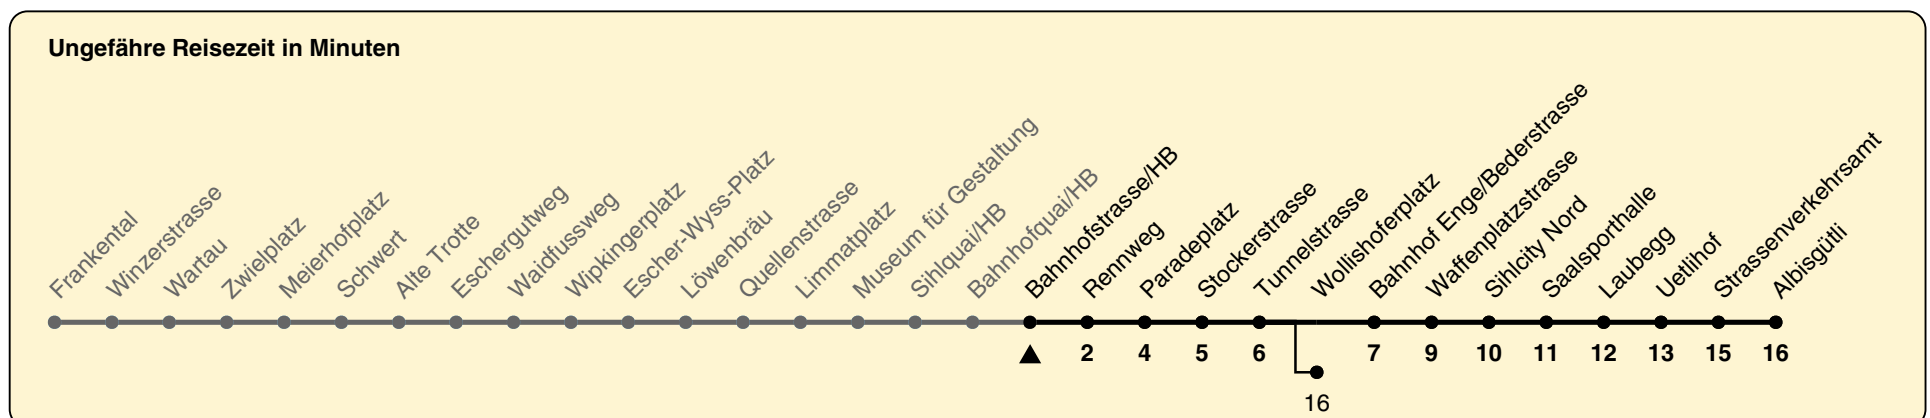 Ungefähre Reisezeit in Minuten
Frankental
Winzerstrasse
Wartau
Zwielplatz
Meierhofplatz
Schwert
Alte Trotte
Eschergutweg
Waidfussweg
Wipkingerplatz
Escher-Wyss-Platz
Löwenbräu
Quellenstrasse
Limmatplatz
Museum für Gestaltung
Sihlquai/HB
Bahnhofquai/HB
Bahnhofstrasse/HB
Rennweg
Paradeplatz
Stockerstrasse
Tunnelstrasse
Wollishoferplatz
Bahnhof Enge/Bederstrasse
Waffenplatzstrasse
Sihlcity Nord
Saalsporthalle
Laubegg
Uetlihof
Strassenverkehrsamt
Albisgütli
2 4 5 6 7 9 10 11 12 13 15 16
16